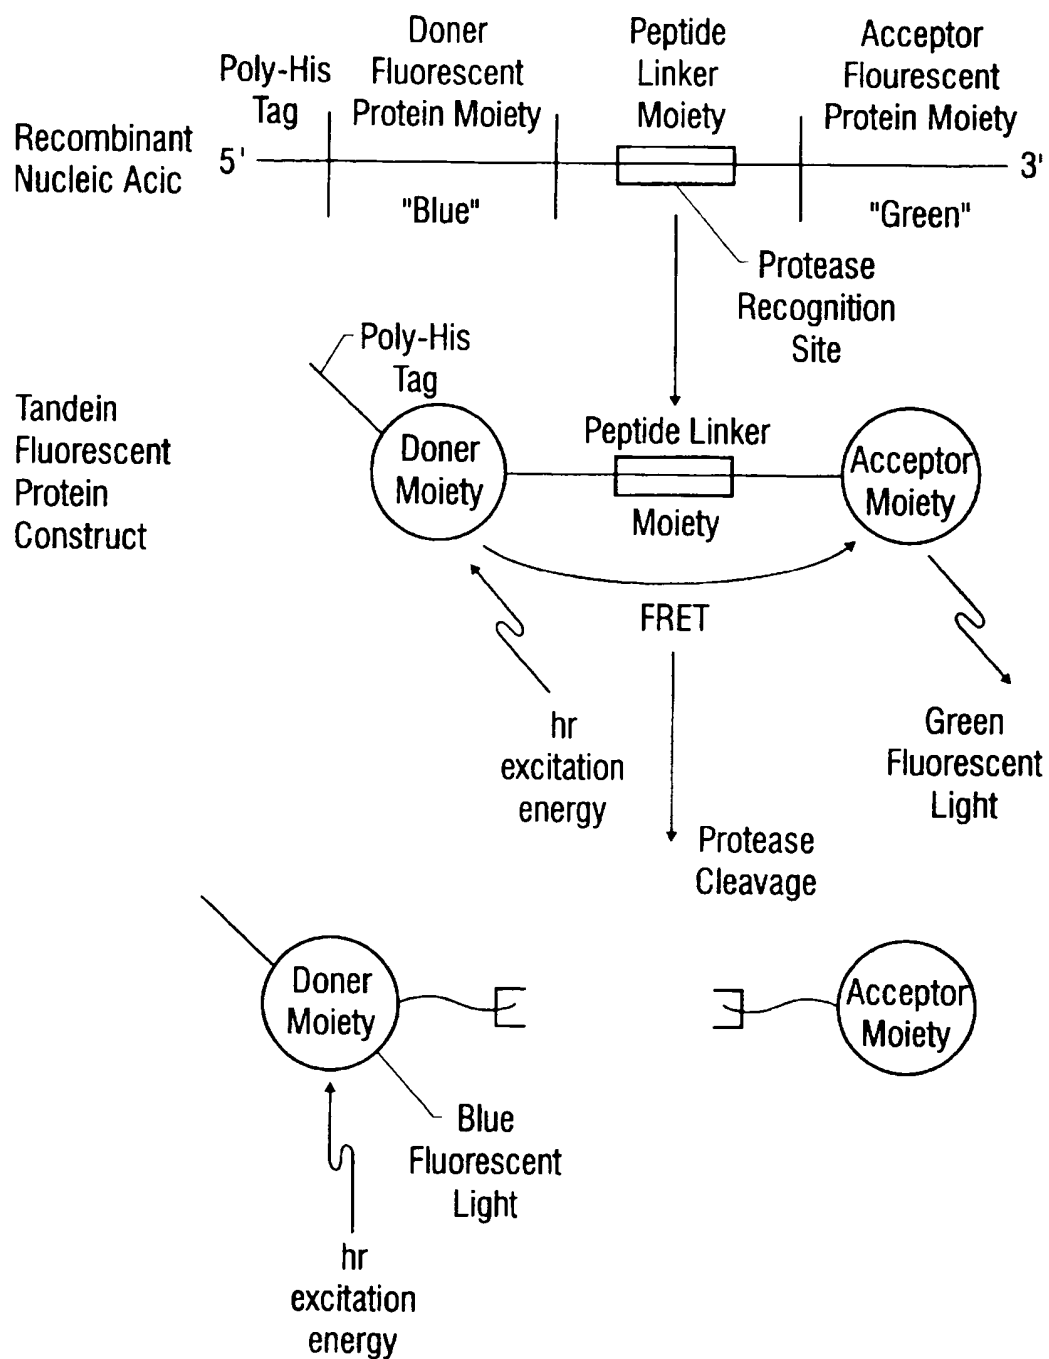 Poly-His
Tag
Doner
Fluorescent
Protein Moiety
Peptide
Linker
Moiety
Acceptor
Flourescent
Protein Moiety
Recombinant
Nucleic Acic
5'
3'
"Blue"
"Green"
Protease
Recognition
Site
Poly-His
Tag
Tandein
Fluorescent
Protein
Construct
Doner
Moiety
Peptide Linker
Moiety
Acceptor
Moiety
FRET
hr
excitation
energy
Green
Fluorescent
Light
Protease
Cleavage
Doner
Moiety
Acceptor
Moiety
Blue
Fluorescent
Light
hr
excitation
energy